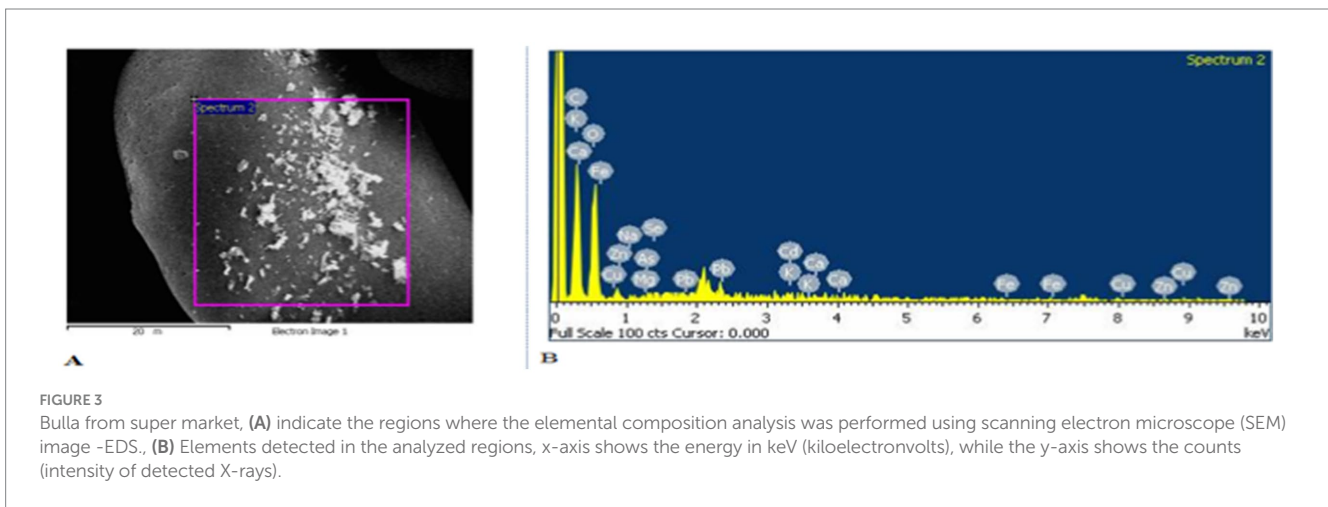 Spectrum 2
20 m
Electron Image 1
A
Spectrum 2
C
K
O
Ca
Fe
Na
Se
Zn
As
Cu
Mg
Rb
Pb
Cd
Ca
K
K
Ca
Fe
Fe
Cu
Zn
Cu
Zn
0 1 2 3 4 5 6 7 8 9 10
Full Scale 100 cts Cursor: 0.000
keV
B
FIGURE 3
Bulla from super market, (A) indicate the regions where the elemental composition analysis was performed using scanning electron microscope (SEM)
image -EDS., (B) Elements detected in the analyzed regions, x-axis shows the energy in keV (kiloelectronvolts), while the y-axis shows the counts
(intensity of detected X-rays).